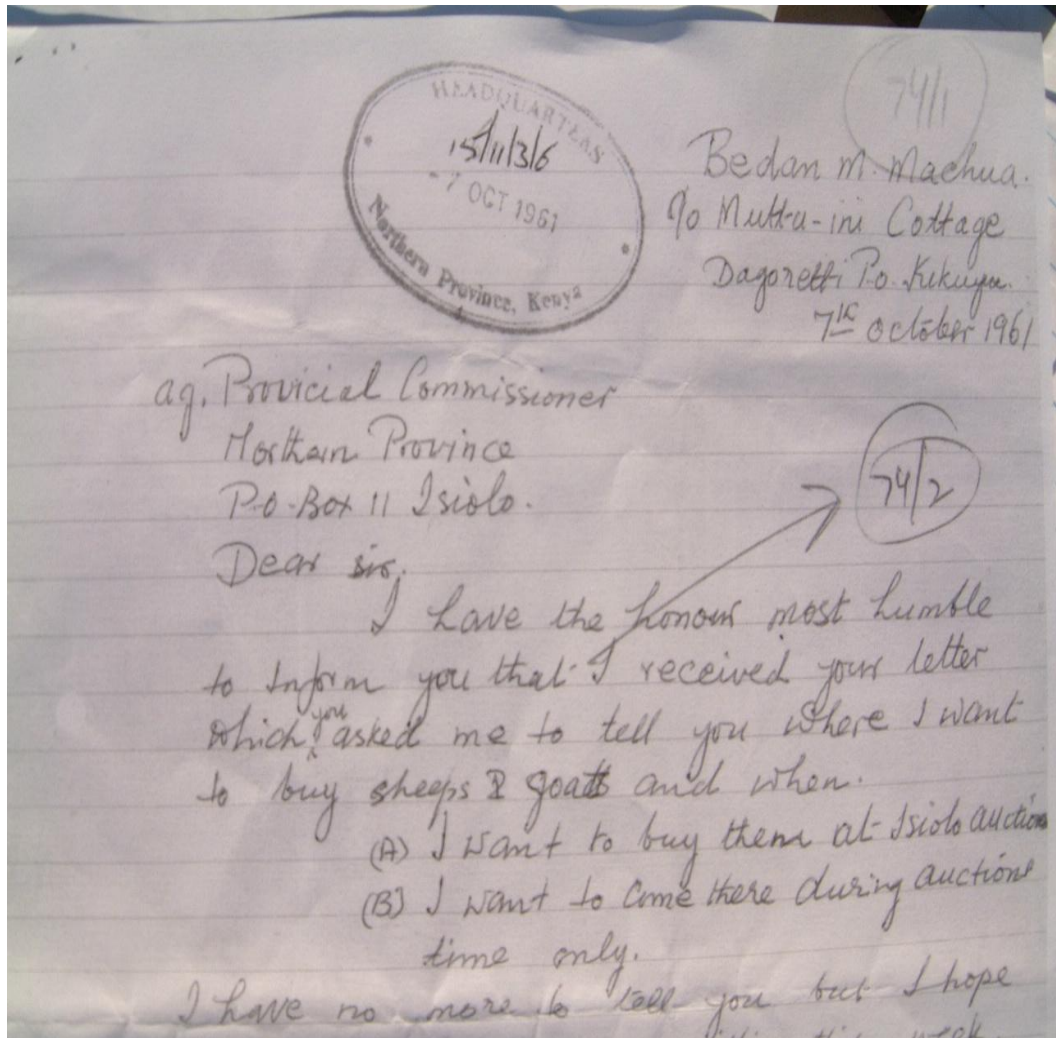 74/1
HEADQUARTERS
15/11/3/6
-7 OCT 1961
Northern Province, Kenya
Bedan M. Machua.
c/o Muttu-ini Cottage
Dagoretti P.o. Kikuyu.
7th October 1961
ag. Provicial Commissioner
Northern Province
P.O. Box 11 Isiolo.
Dear sir.
74/2
I have the honour most humble
to Inform you that I received your letter
which you asked me to tell you where I want
to buy sheeps & goats and when.
(A) I want to buy them at Isiolo auction
(B) I want to Come there during auctions
time only.
I have no more to tell you but I hope
this week